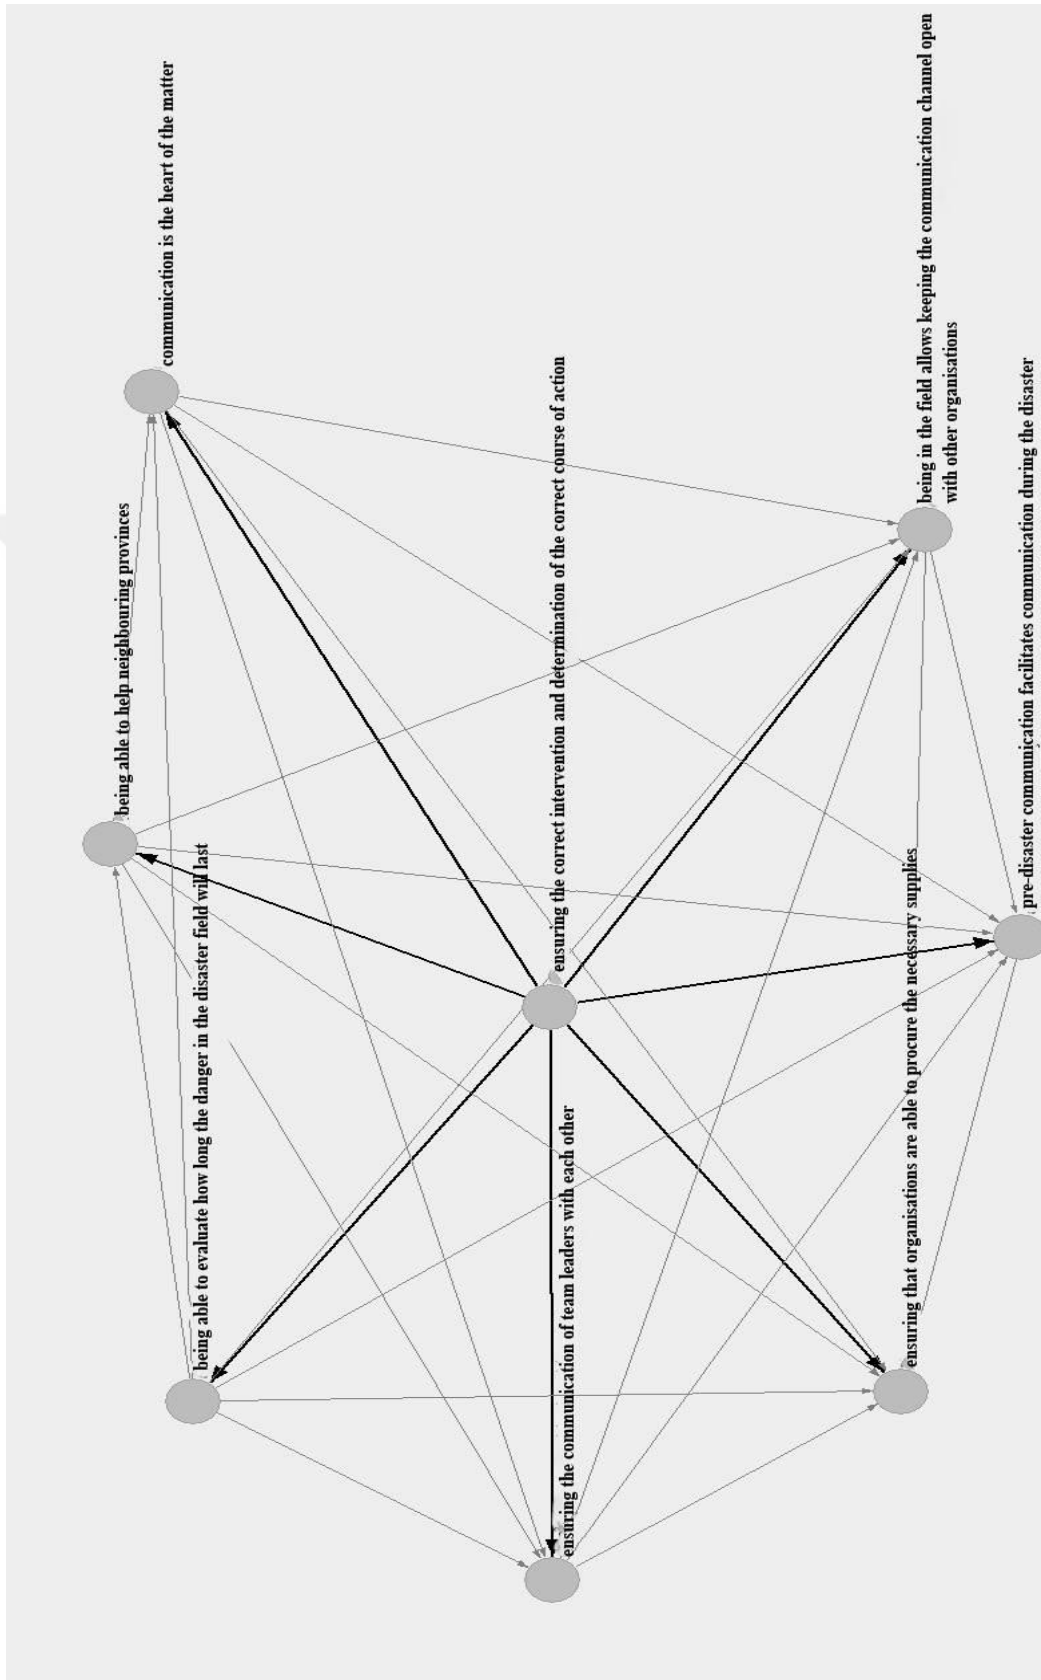 communication is the heart of the matter
being able to help neighbouring provinces
being able to evaluate how long the danger in the disaster field will last
ensuring the correct intervention and determination of the correct course of action
ensuring the communication of team leaders with each other
being in the field allows keeping the communication channel open
with other organisations
ensuring that organisations are able to procure the necessary supplies
pre-disaster communication facilitates communication during the disaster